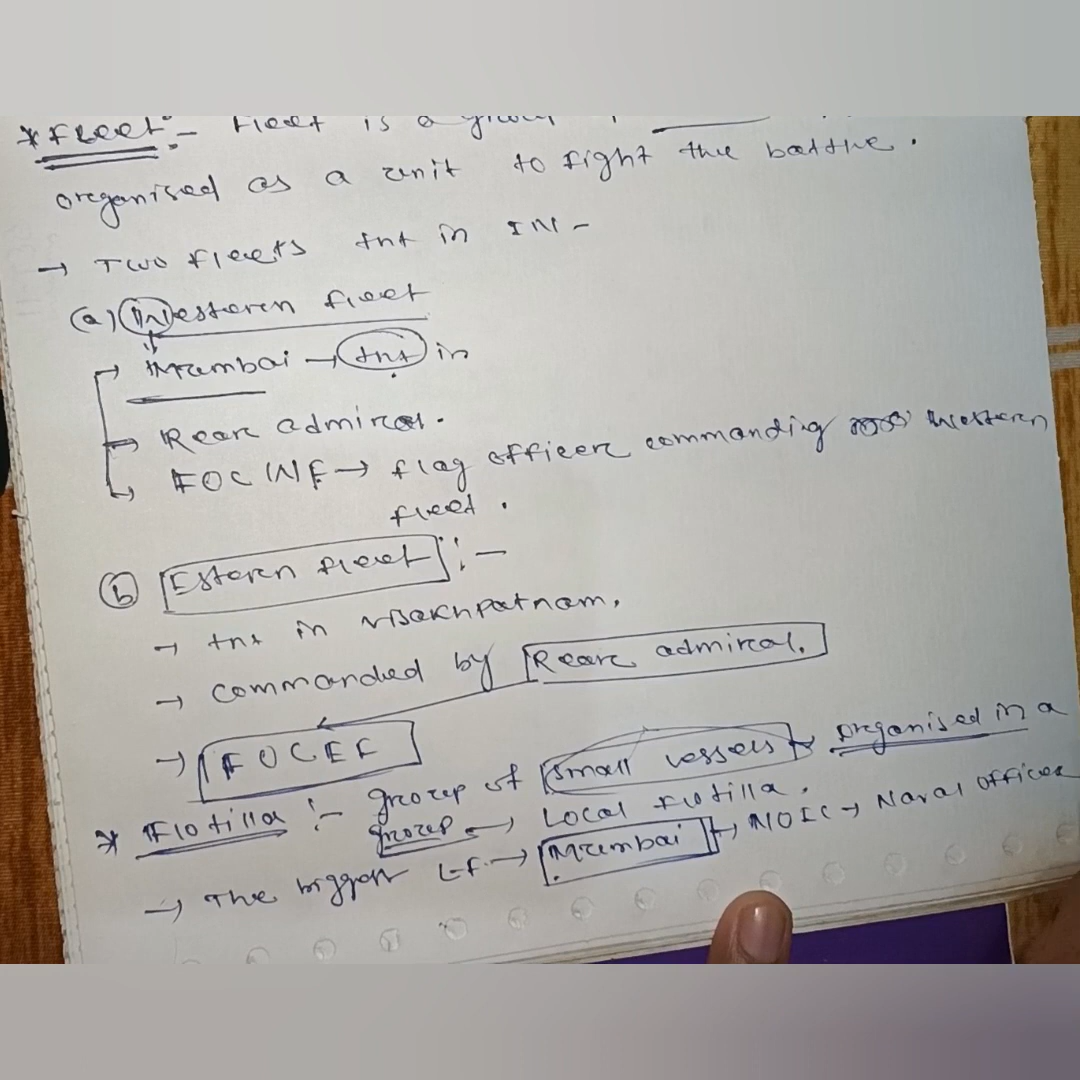 * Fleet :- Fleet is a group
organised as a unit to fight the battle.
→ Two fleets tnt in IN -
(a) Western fleet
→ Mumbai → tnt in
→ Rear admiral.
→ FOCWF → flag officer commanding Western
fleet.
(b) Estern fleet :-
→ tnt in visakhpatnam.
→ commanded by Rear admiral.
→ FOCEF
* Flotilla :- group of small vessels organised in a
group → Local flotilla.
→ The biggest LF. → Mumbai → NOIC → Naval Officer